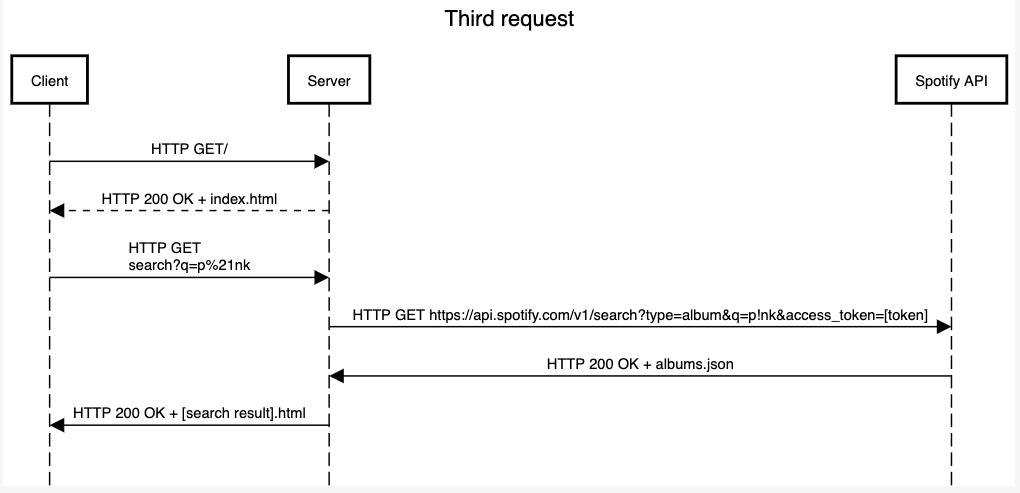 Third request
Client
Server
Spotify API
HTTP GET/
HTTP 200 OK + index.html
HTTP GET
search?q=p%21nk
HTTP GET https://api.spotify.com/v1/search?type=album&q=p!nk&access_token=[token]
HTTP 200 OK + albums.json
HTTP 200 OK + [search result].html